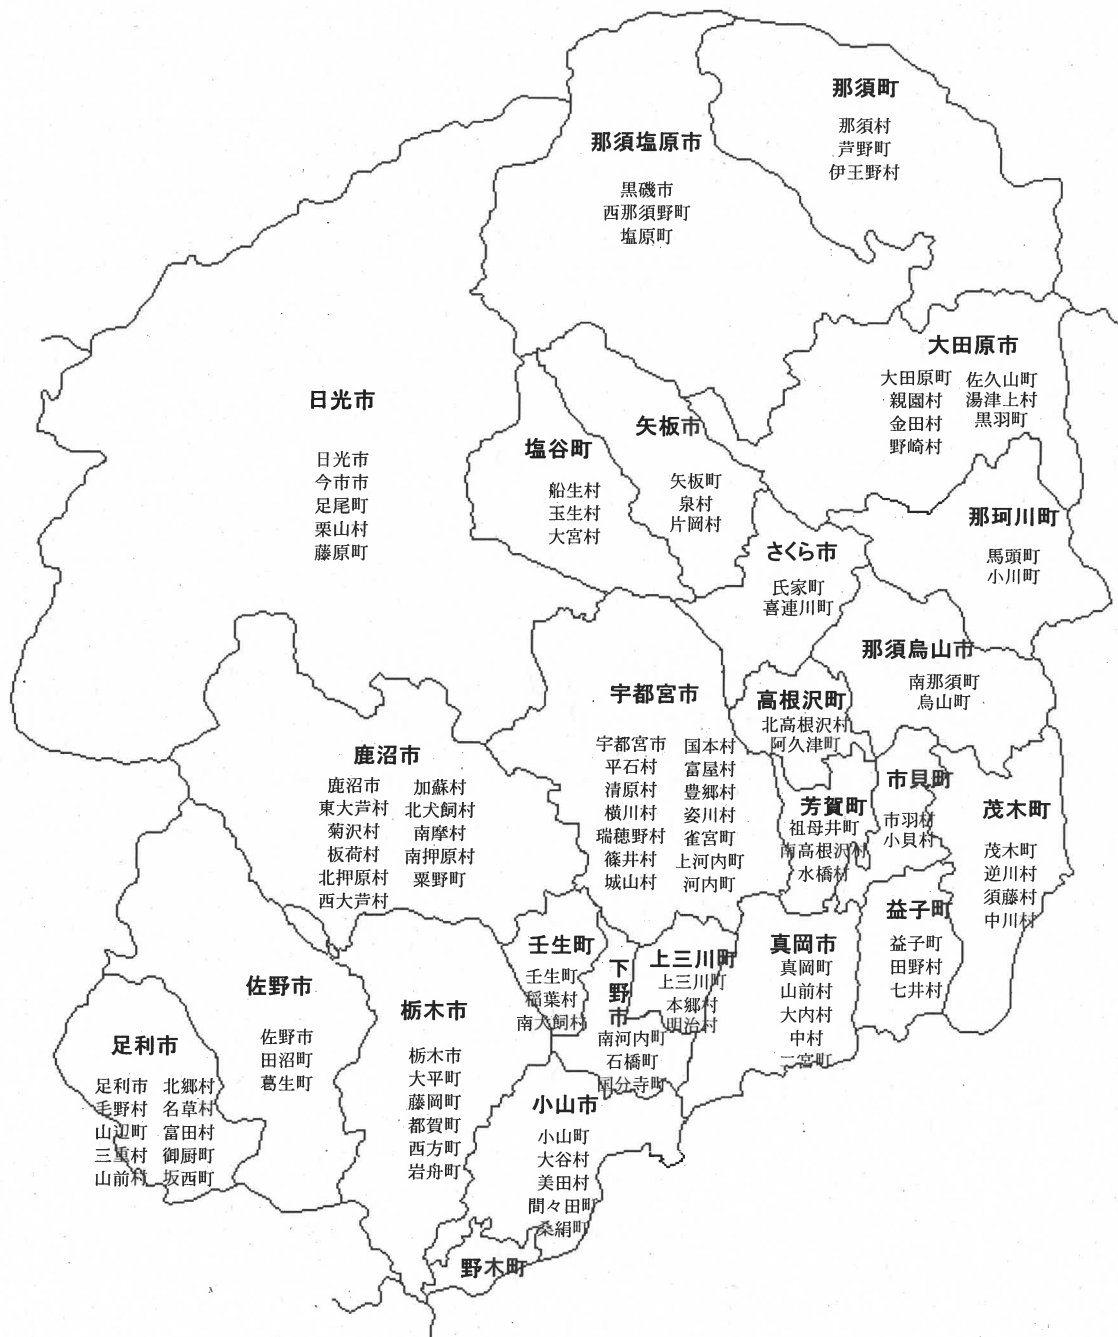 那須町
那須村
芦野町
伊王野村
那須塩原市
黒磯市
西那須野町
塩原町
大田原市
大田原町 佐久山町
親園村 湯津上村
金田村 黒羽町
野崎村
日光市
日光市
今市市
足尾町
栗山村
藤原町
塩谷町
船生村
玉生村
大宮村
矢板市
矢板町
泉村
片岡村
那珂川町
馬頭町
小川町
さくら市
氏家町
喜連川町
那須烏山市
南那須町
烏山町
宇都宮市
宇都宮市 国本村
平石村 富屋村
清原村 豊郷村
横川村 姿川村
瑞穂野村 雀宮町
篠井村 上河内町
城山村 河内町
高根沢町
北高根沢村
阿久津町
鹿沼市
鹿沼市 加蘇村
東大芦村 北犬飼村
菊沢村 南摩村
板荷村 南押原村
北押原村 粟野町
西大芦村
芳賀町
祖母井町
南高根沢村
水橋村
市貝町
市羽村
小貝村
茂木町
茂木町
逆川村
須藤村
中川村
益子町
益子町
田野村
七井村
真岡市
真岡町
山前村
大内村
中村
二宮町
上三川町
上三川町
本郷村
明治村
壬生町
壬生町
稲葉村
南犬飼村
下野市
南河内町
石橋町
国分寺町
栃木市
栃木市
大平町
藤岡町
都賀町
西方町
岩舟町
佐野市
佐野市
田沼町
葛生町
足利市
足利市 北郷村
毛野村 名草村
山辺町 富田村
三重村 御厨町
山前村 坂西町
小山市
小山町
大谷村
美田村
間々田町
桑絹町
野木町